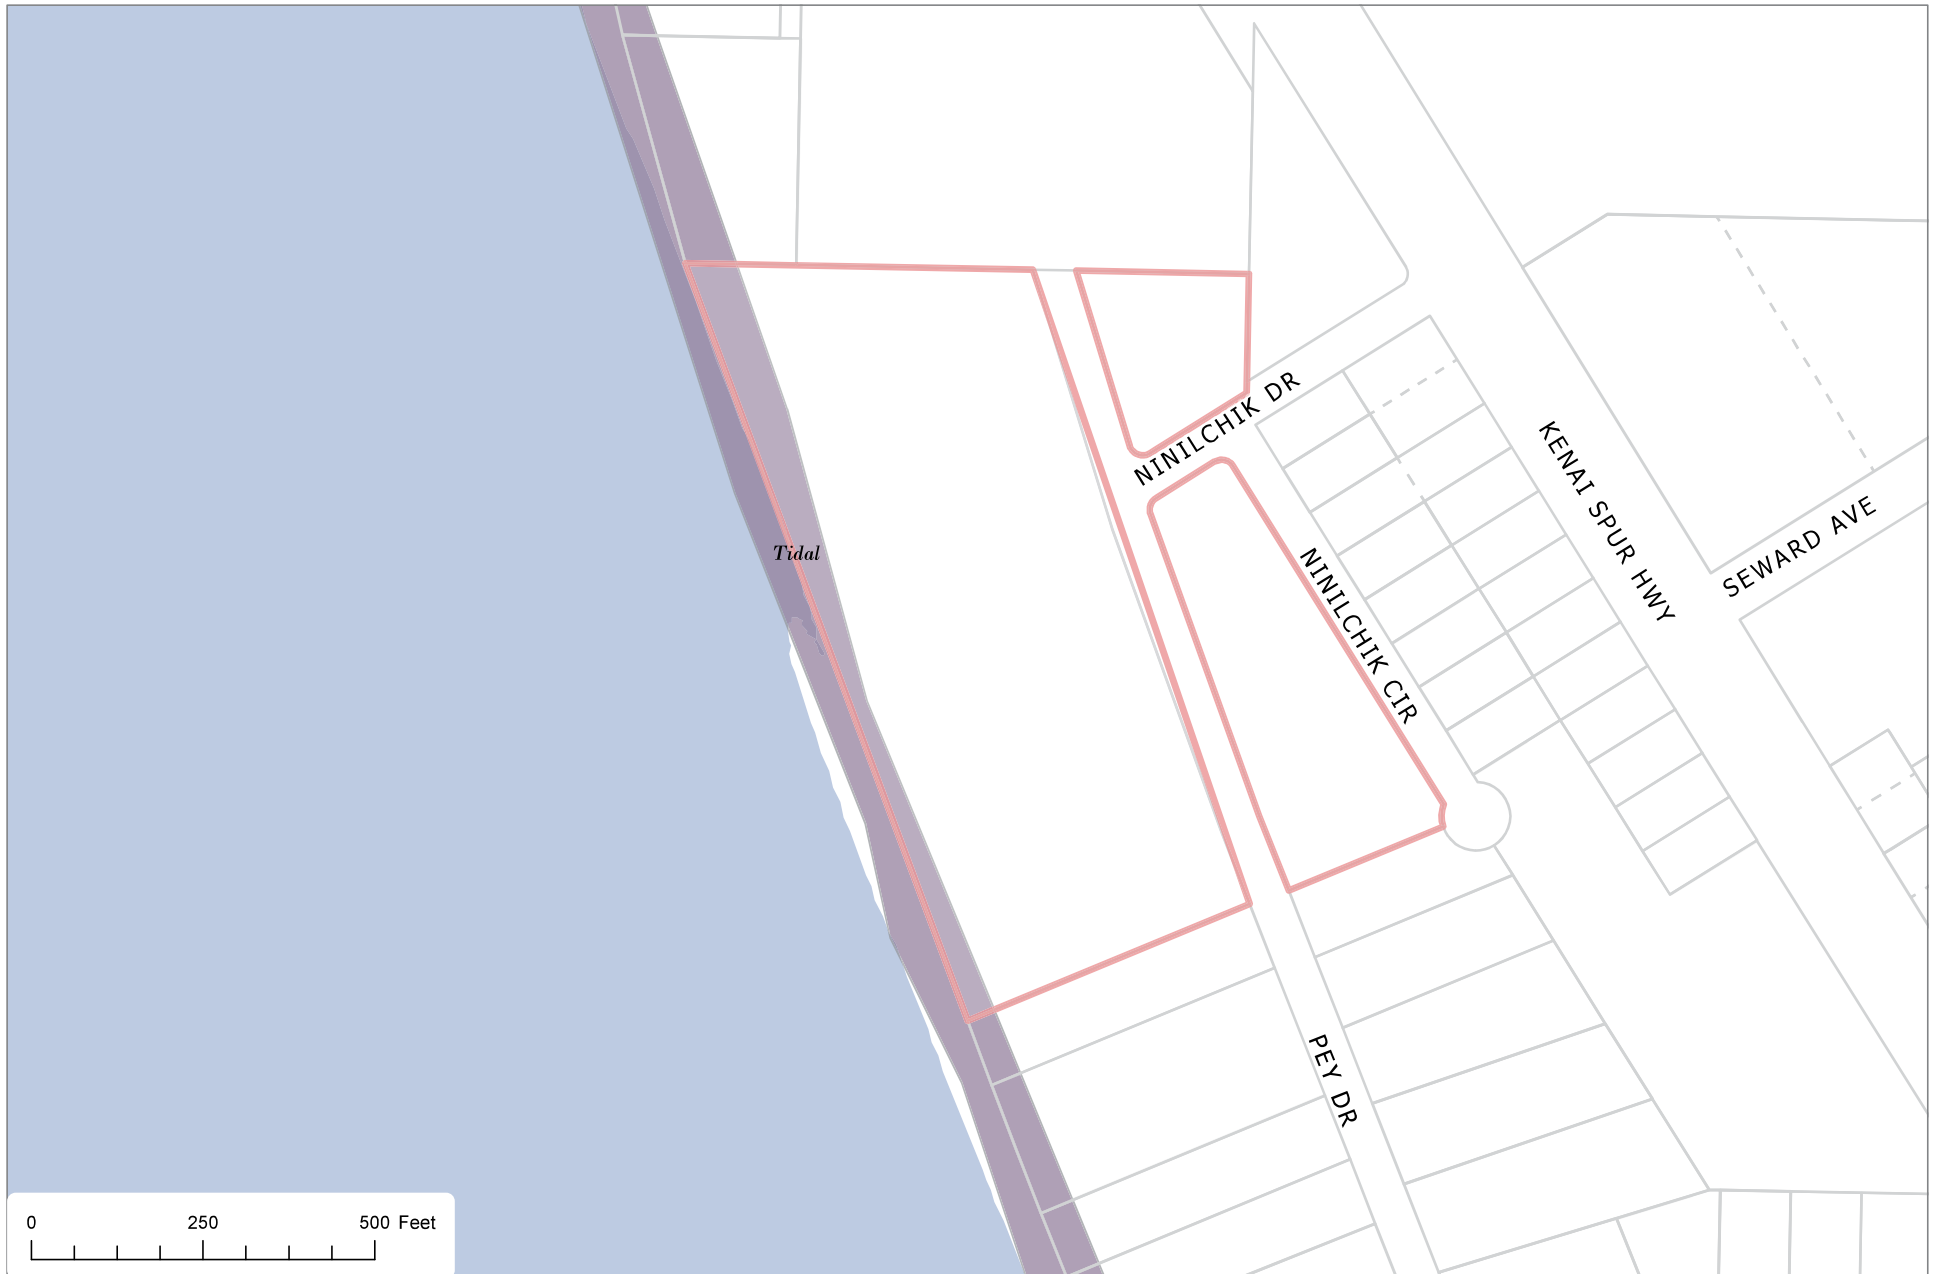 NINILCHIK DR
KENAI SPUR HWY
SEWARD AVE
Tidal
NINILCHIK CIR
PEY DR
0 250 500 Feet